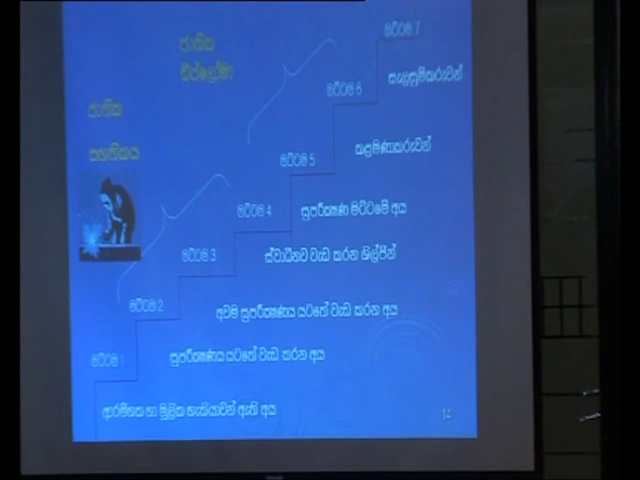 මට්ටම 7
ජාතික
ඩිප්ලෝමා
සැලසුම්කරුවන්
මට්ටම 6
ජාතික
කළමණාකරුවන්
සහතිකය
මට්ටම 5
සුපරීක්ෂණ මට්ටමේ අය
මට්ටම 4
ස්වාධීනව වැඩ කරන ශිල්පීන්
මට්ටම 3
මට්ටම 2
අවම සුපරීක්ෂණය යටතේ වැඩ කරන අය
මට්ටම 1
සුපරීක්ෂණය යටතේ වැඩ කරන අය
ආරම්භක හා මූලික හැකියාවන් ඇති අය
14